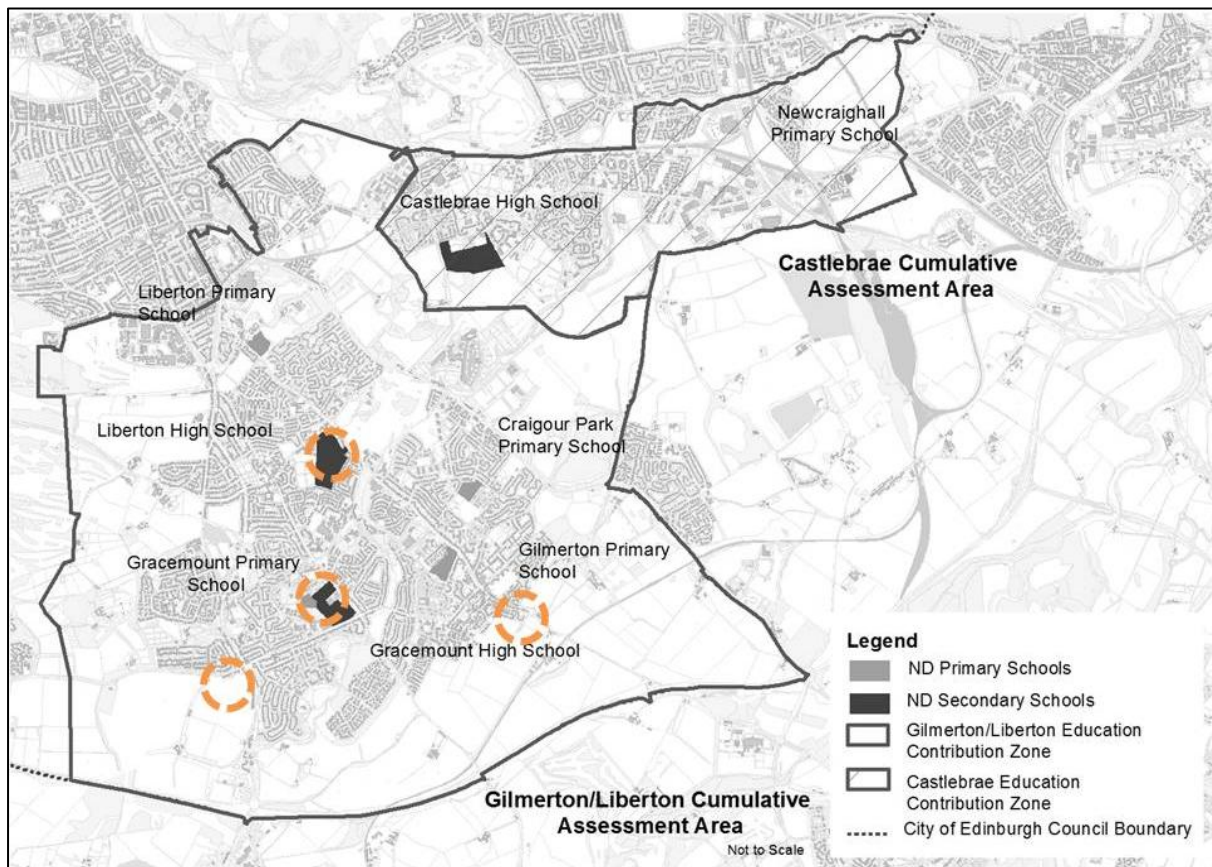 Newcraighall
Primary School
Castlebrae High School
Castlebrae Cumulative
Assessment Area
Liberton Primary
School
Liberton High School
Craigour Park
Primary School
Gracemount Primary
School
Gilmerton Primary
School
Gracemount High School
Gilmerton/Liberton Cumulative
Assessment Area
Not to Scale
Legend
ND Primary Schools
ND Secondary Schools
Gilmerton/Liberton Education
Contribution Zone
Castlebrae Education
Contribution Zone
City of Edinburgh Council Boundary